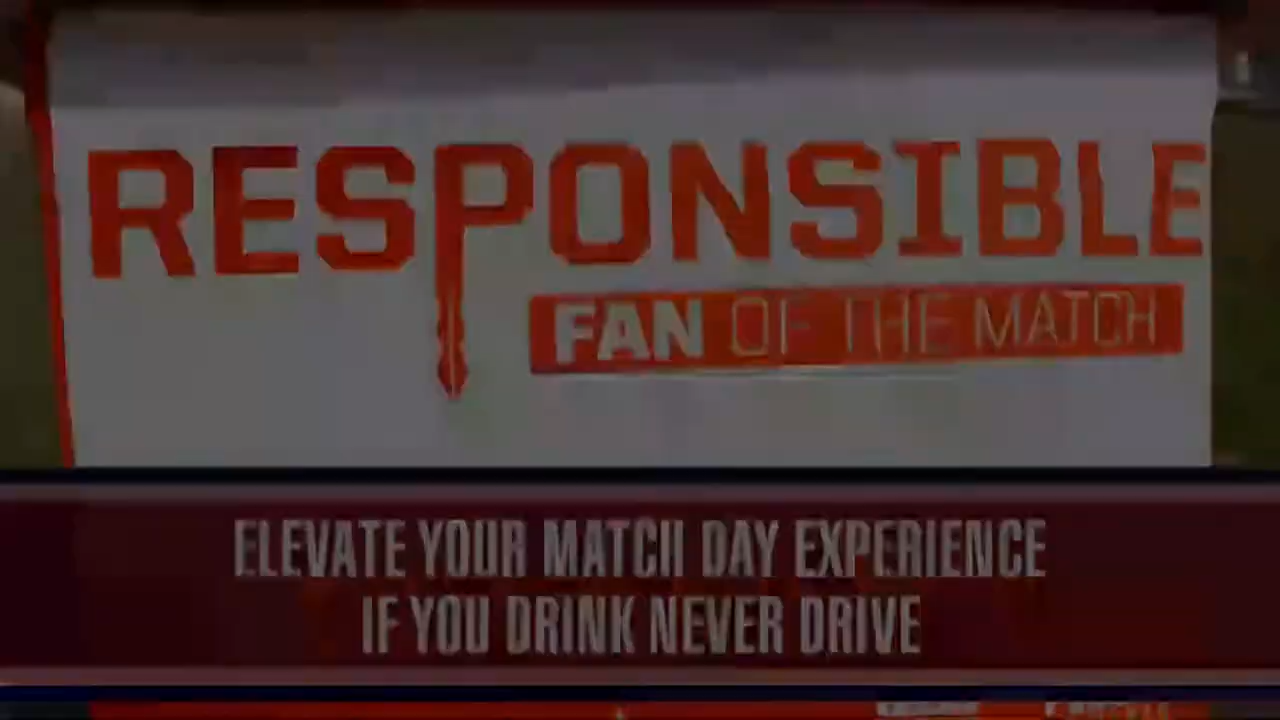 RESPONSIBLE
FAN OF THE MATCH
ELEVATE YOUR MATCH DAY EXPERIENCE
IF YOU DRINK NEVER DRIVE